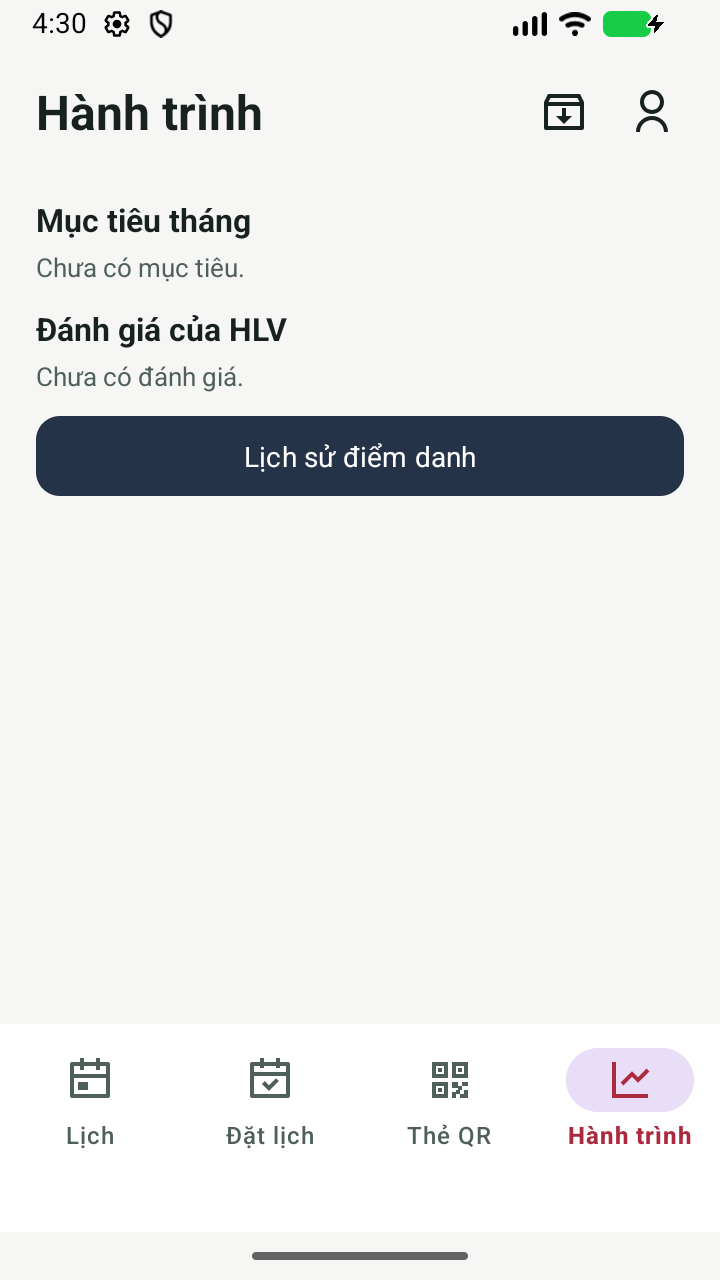 4:30
Hành trình
Mục tiêu tháng
Chưa có mục tiêu.
Đánh giá của HLV
Chưa có đánh giá.
Lịch sử điểm danh
Lịch
Đặt lịch
Thẻ QR
Hành trình